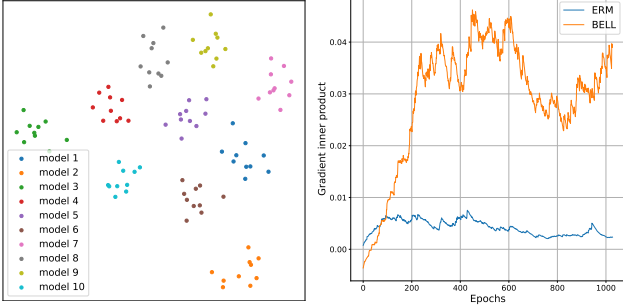 model 1
model 2
model 3
model 4
model 5
model 6
model 7
model 8
model 9
model 10
ERM
BELL
Gradient inner product
0.04
0.03
0.02
0.01
0.00
0 200 400 600 800 1000
Epochs